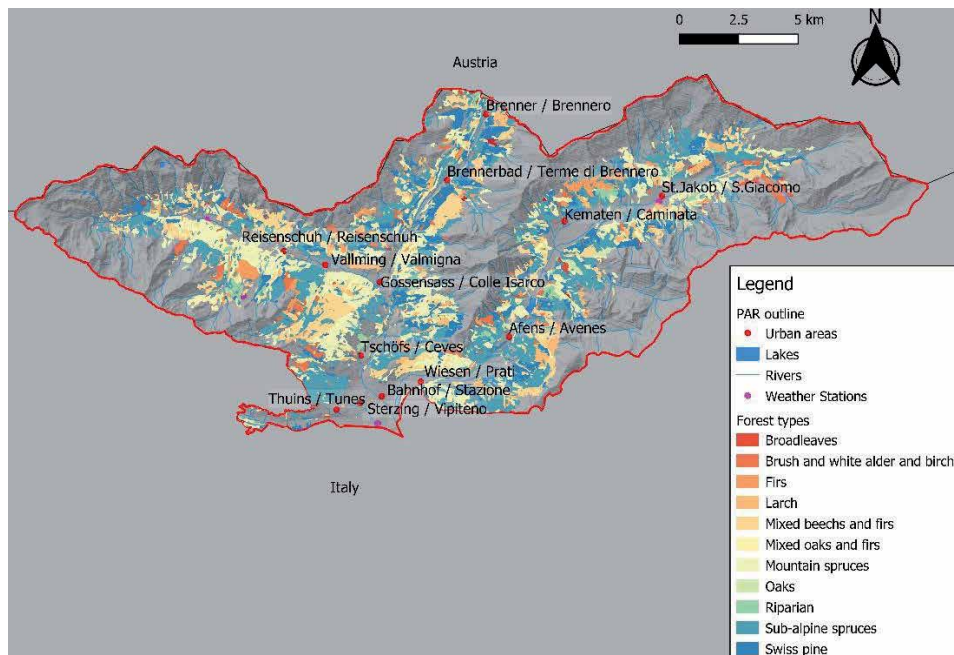 0 2.5 5 km
N
Austria
Brenner / Brennero
Brennerbad / Terme di Brennero
St.Jakob / S.Giacomo
Kematen / Caminata
Reisenschuh / Reisenschuh
Vallming / Valmigna
Gossensass / Colle Isarco
Afens / Avenes
Tschöfs / Ceves
Wiesen / Prati
Bahnhof / Stazione
Thuins / Tunes
Sterzing / Vipiteno
Italy
Legend
PAR outline
Urban areas
Lakes
Rivers
Weather Stations
Forest types
Broadleaves
Brush and white alder and birch
Firs
Larch
Mixed beechs and firs
Mixed oaks and firs
Mountain spruces
Oaks
Riparian
Sub-alpine spruces
Swiss pine